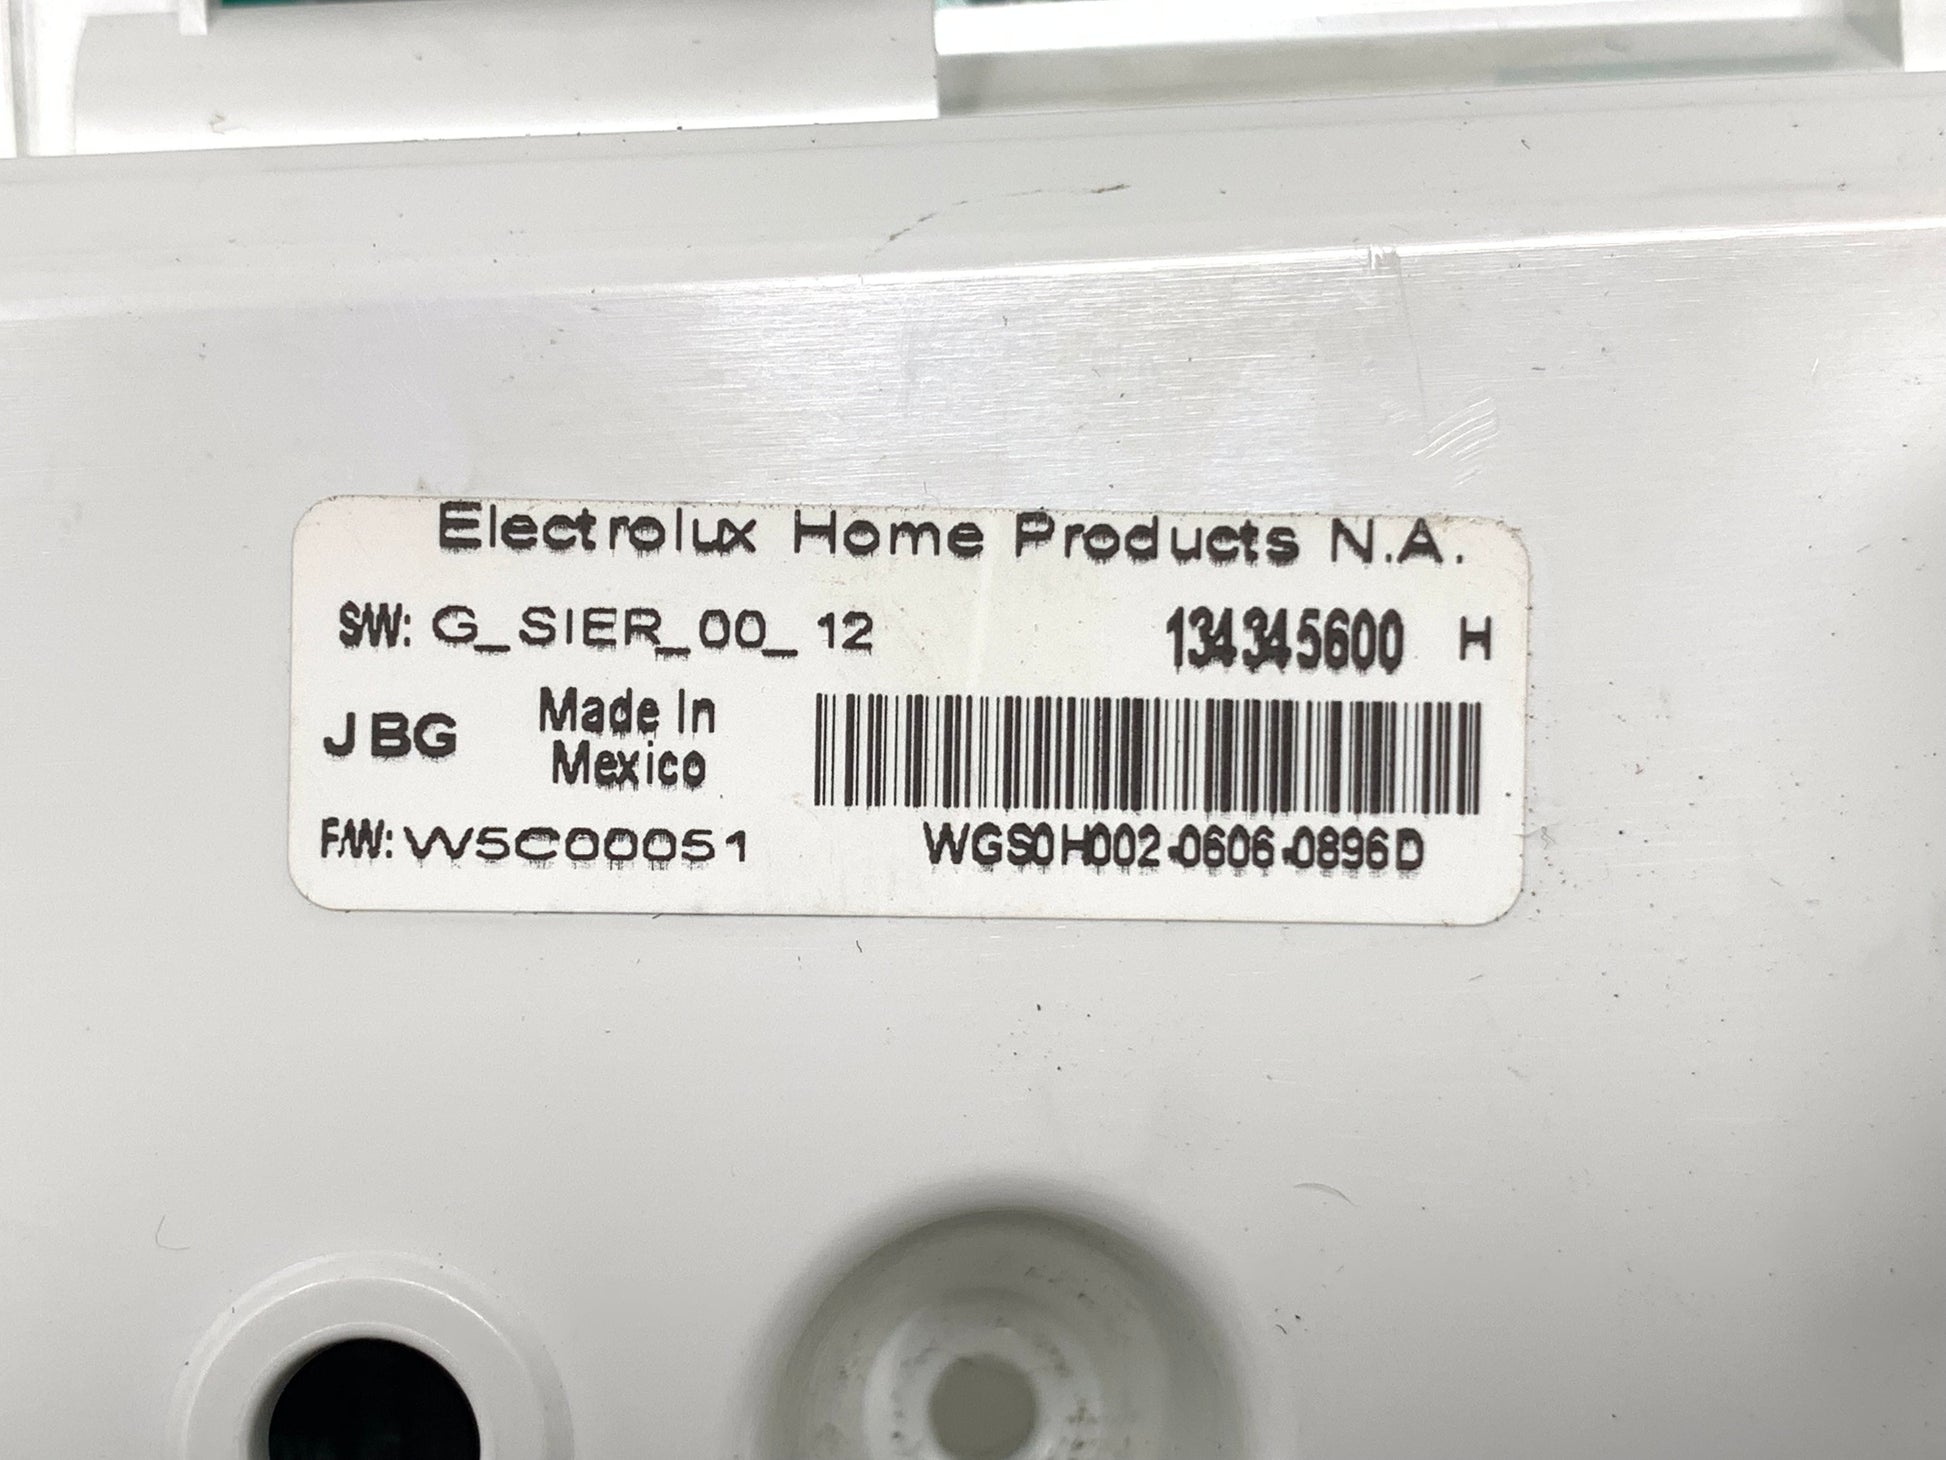 Electrolux Home Products N.A.
S/W: G_SIER_00_12 134345600 H
JBG Made In
Mexico
F/W: W5C00051 WGS0H002-0606-0896D